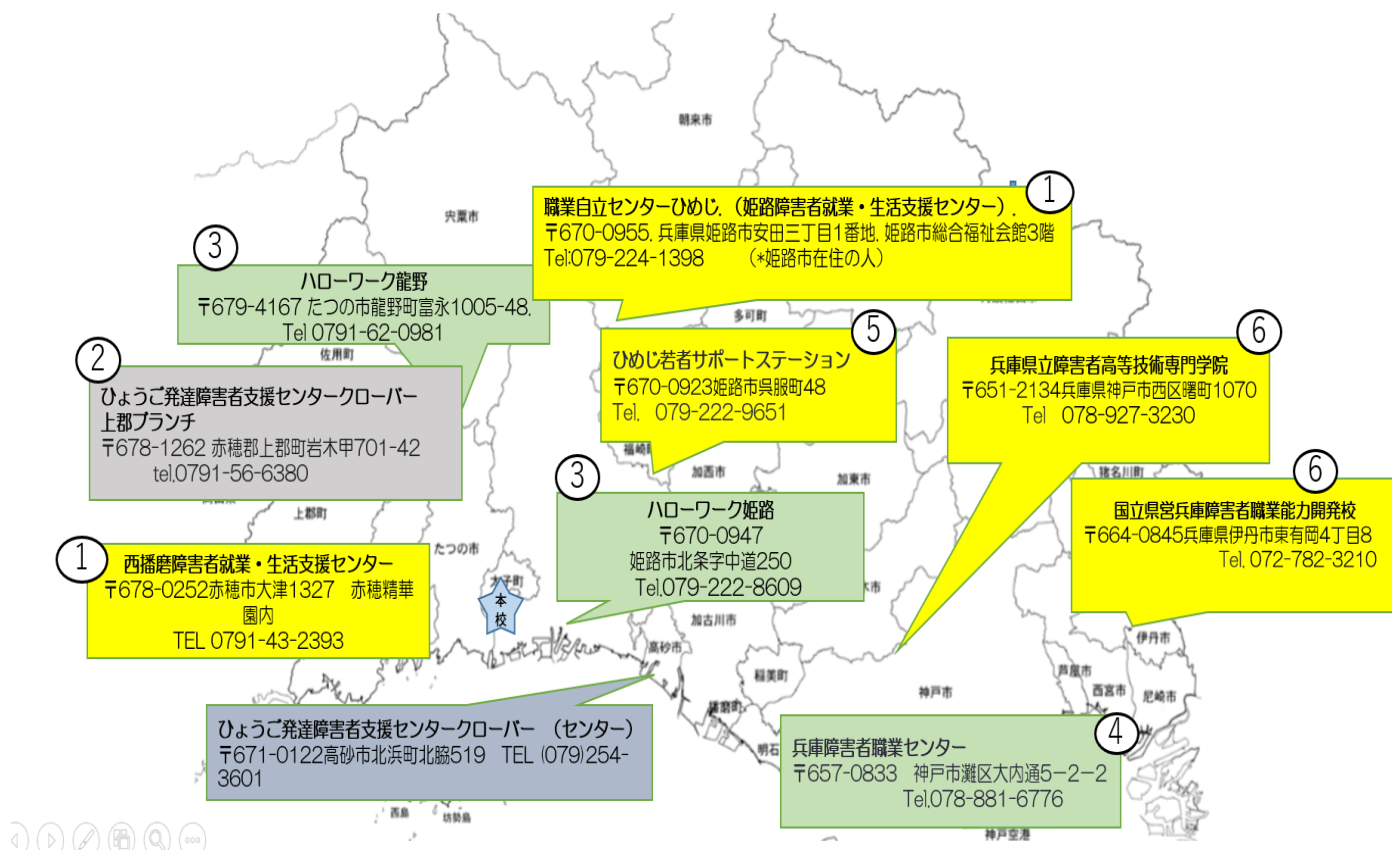 朝来市
宍粟市
①
職業自立センターひめじ．（姫路障害者就業・生活支援センター）．
〒670-0955. 兵庫県姫路市安田三丁目1番地. 姫路市総合福祉会館3階
Tel:079-224-1398　（*姫路市在住の人）
③
ハローワーク龍野
〒679-4167 たつの市龍野町富永1005-48.
Tel 0791-62-0981
多可町
佐用町
②
ひょうご発達障害者支援センタークローバー
上郡ブランチ
〒678-1262 赤穂郡上郡町岩木甲701-42
tel.0791-56-6380
⑤
ひめじ若者サポートステーション
〒670-0923姫路市呉服町48
Tel.　079-222-9651
⑥
兵庫県立障害者高等技術専門学院
〒651-2134兵庫県神戸市西区曙町1070
Tel　078-927-3230
福崎町
加西市
加東市
猪名川町
⑥
国立県営兵庫障害者職業能力開発校
〒664-0845兵庫県伊丹市東有岡4丁目8
Tel. 072-782-3210
③
ハローワーク姫路
〒670-0947
姫路市北条字中道250
Tel.079-222-8609
上郡町
たつの市
①
西播磨障害者就業・生活支援センター
〒678-0252赤穂市大津1327　赤穂精華
園内
TEL 0791-43-2393
太子町
本
校
木市
加古川市
高砂市
稲美町
播磨町
明石
神戸市
伊丹市
芦屋市
西宮市
尼崎市
ひょうご発達障害者支援センタークローバー　（センター）
〒671-0122高砂市北浜町北脇519　TEL (079)254-
3601
④
兵庫障害者職業センター
〒657-0833　神戸市灘区大内通5－2－2
Tel.078-881-6776
西島
坊勢島
神戸空港